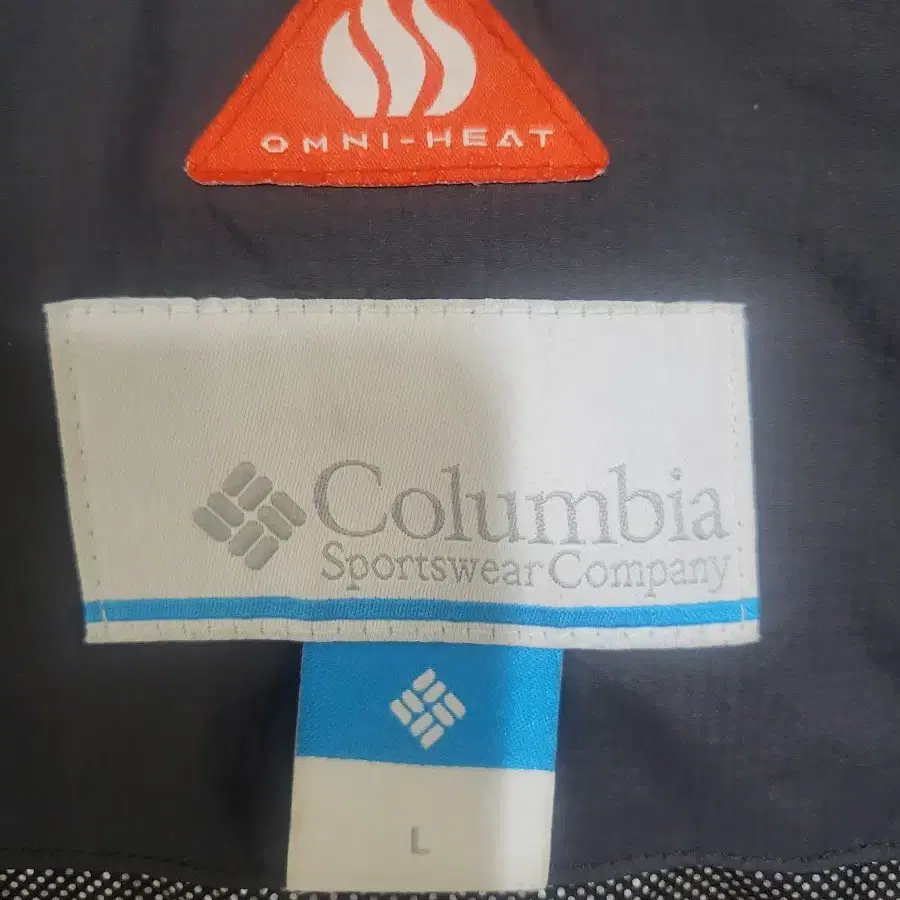 OMNI-HEAT
Columbia
Sportswear Company
L